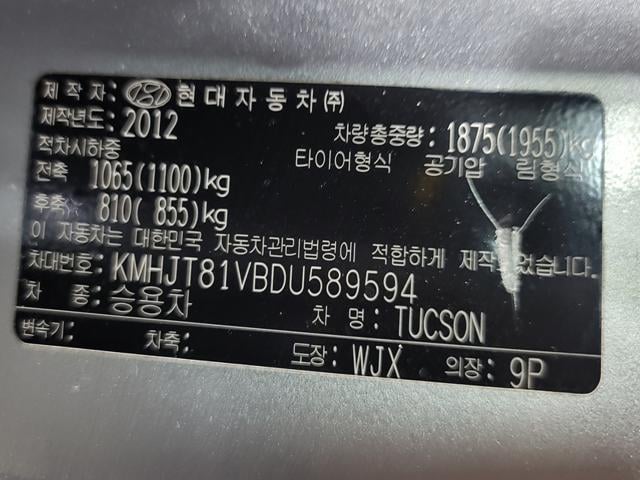 제작자: 현대자동차(주)
제작년도: 2012 차량총중량: 1875(1955)kg
적차시하중 타이어형식 공기압 림형식
전축 1065(1100)kg
후축 810( 855)kg
이 자동차는 대한민국 자동차관리법령에 적합하게 제작되었습니다
차대번호: KMHJT81VBDU589594
차 종: 승용차 차 명: TUCSON
변속기: 차축: 도장: WJX 의장: 9P